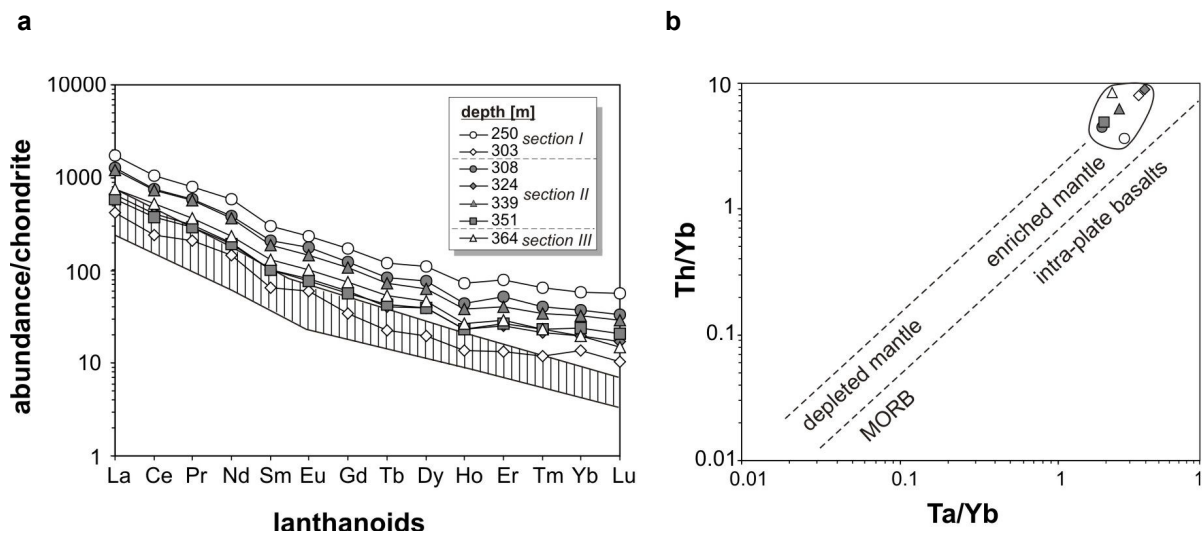 a
abundance/chondrite
10000
1000
100
10
1
La Ce Pr Nd Sm Eu Gd Tb Dy Ho Er Tm Yb Lu
lanthanoids
depth [m]
250
303
section I
308
324
339
351
section II
364 section III
b
Th/Yb
10
1
0.1
0.01
0.01 0.1 1 1
Ta/Yb
depleted mantle
enriched mantle
MORB
intra-plate basalts